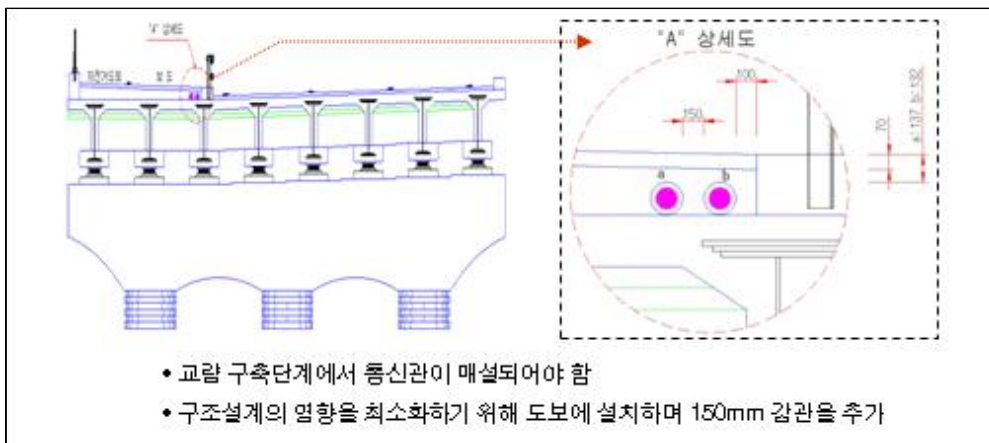 "A" 상세도
100
150
70
a:137 b:132
a b
• 교량 구축단계에서 통신관이 매설되어야 함
• 구조설계의 영향을 최소화하기 위해 도보에 설치하며 150mm 강관을 추가